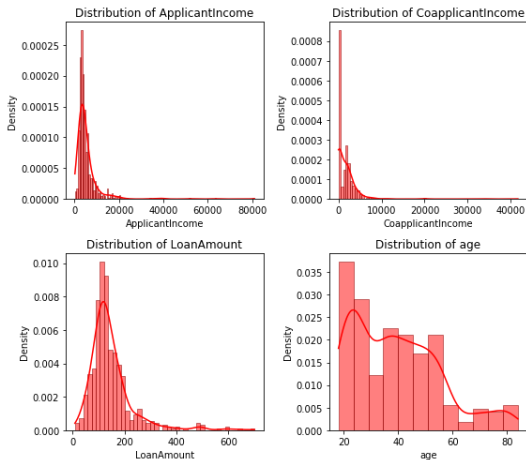 Distribution of ApplicantIncome
0.00025
0.00020
0.00015
0.00010
0.00005
0.00000
Density
0 20000 40000 60000 80000
ApplicantIncome
Distribution of CoapplicantIncome
0.0008
0.0007
0.0006
0.0005
0.0004
0.0003
0.0002
0.0001
0.0000
Density
0 10000 20000 30000 40000
CoapplicantIncome
Distribution of LoanAmount
0.010
0.008
0.006
0.004
0.002
0.000
Density
0 200 400 600
LoanAmount
Distribution of age
0.035
0.030
0.025
0.020
0.015
0.010
0.005
0.000
Density
20 40 60 80
age